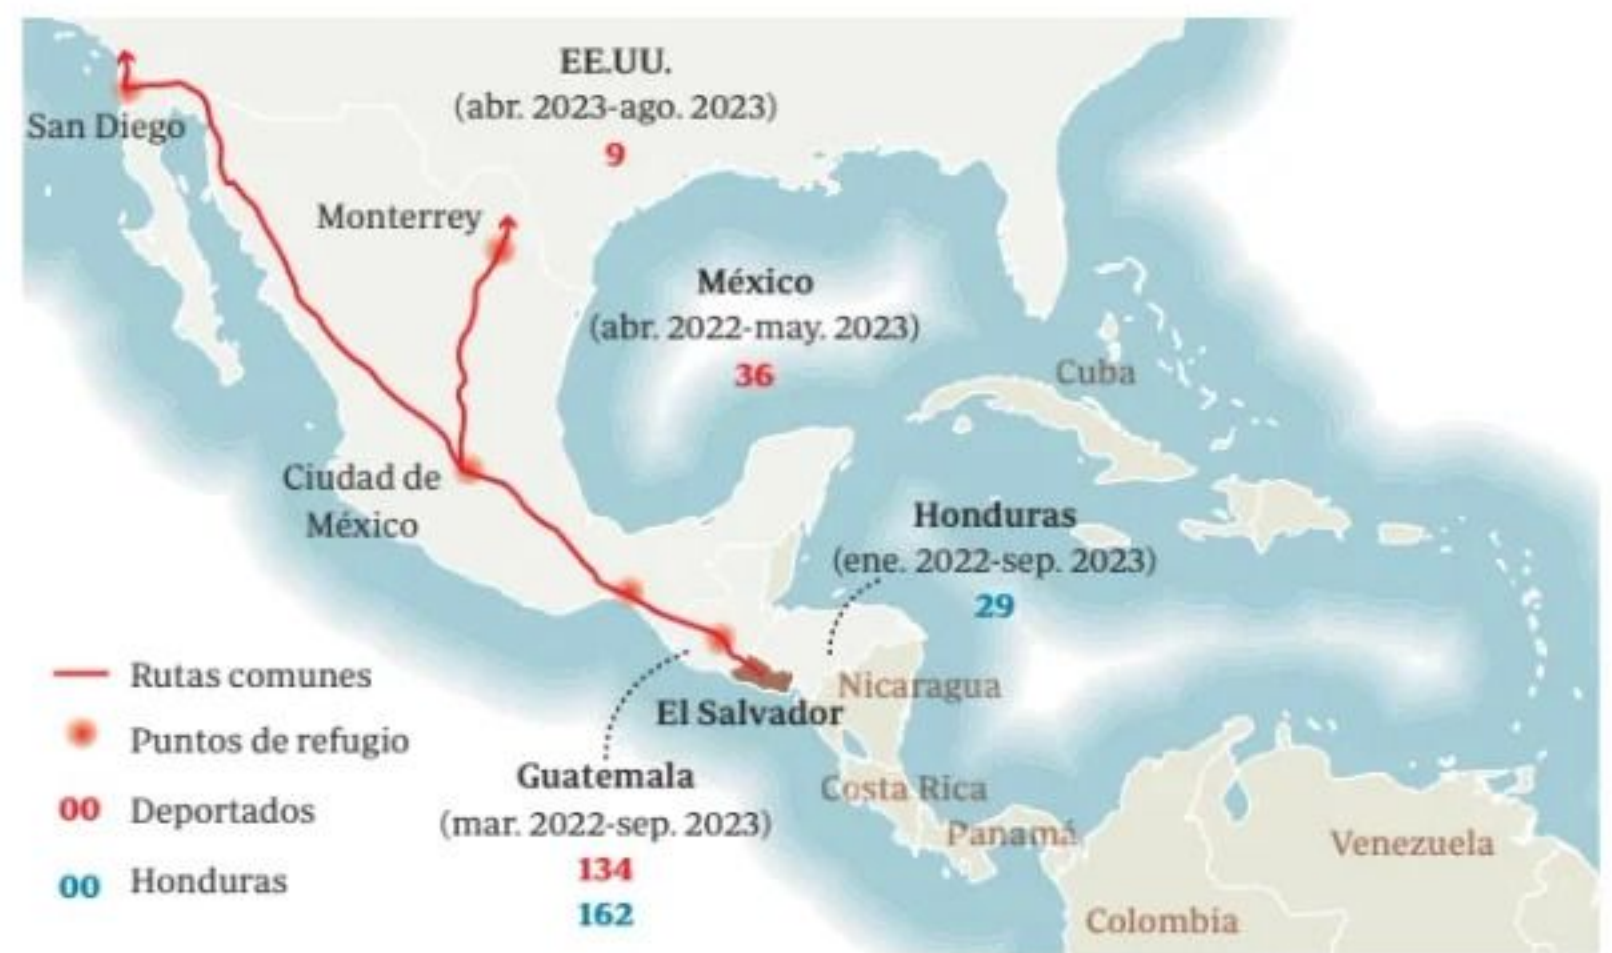 EE.UU.
(abr. 2023-ago. 2023)
9
San Diego
Monterrey
México
(abr. 2022-may. 2023)
36
Cuba
Ciudad de
México
Honduras
(ene. 2022-sep. 2023)
29
Rutas comunes
Puntos de refugio
00 Deportados
00 Honduras
Nicaragua
El Salvador
Guatemala
(mar. 2022-sep. 2023)
134
162
Costa Rica
Panamá
Venezuela
Colombia